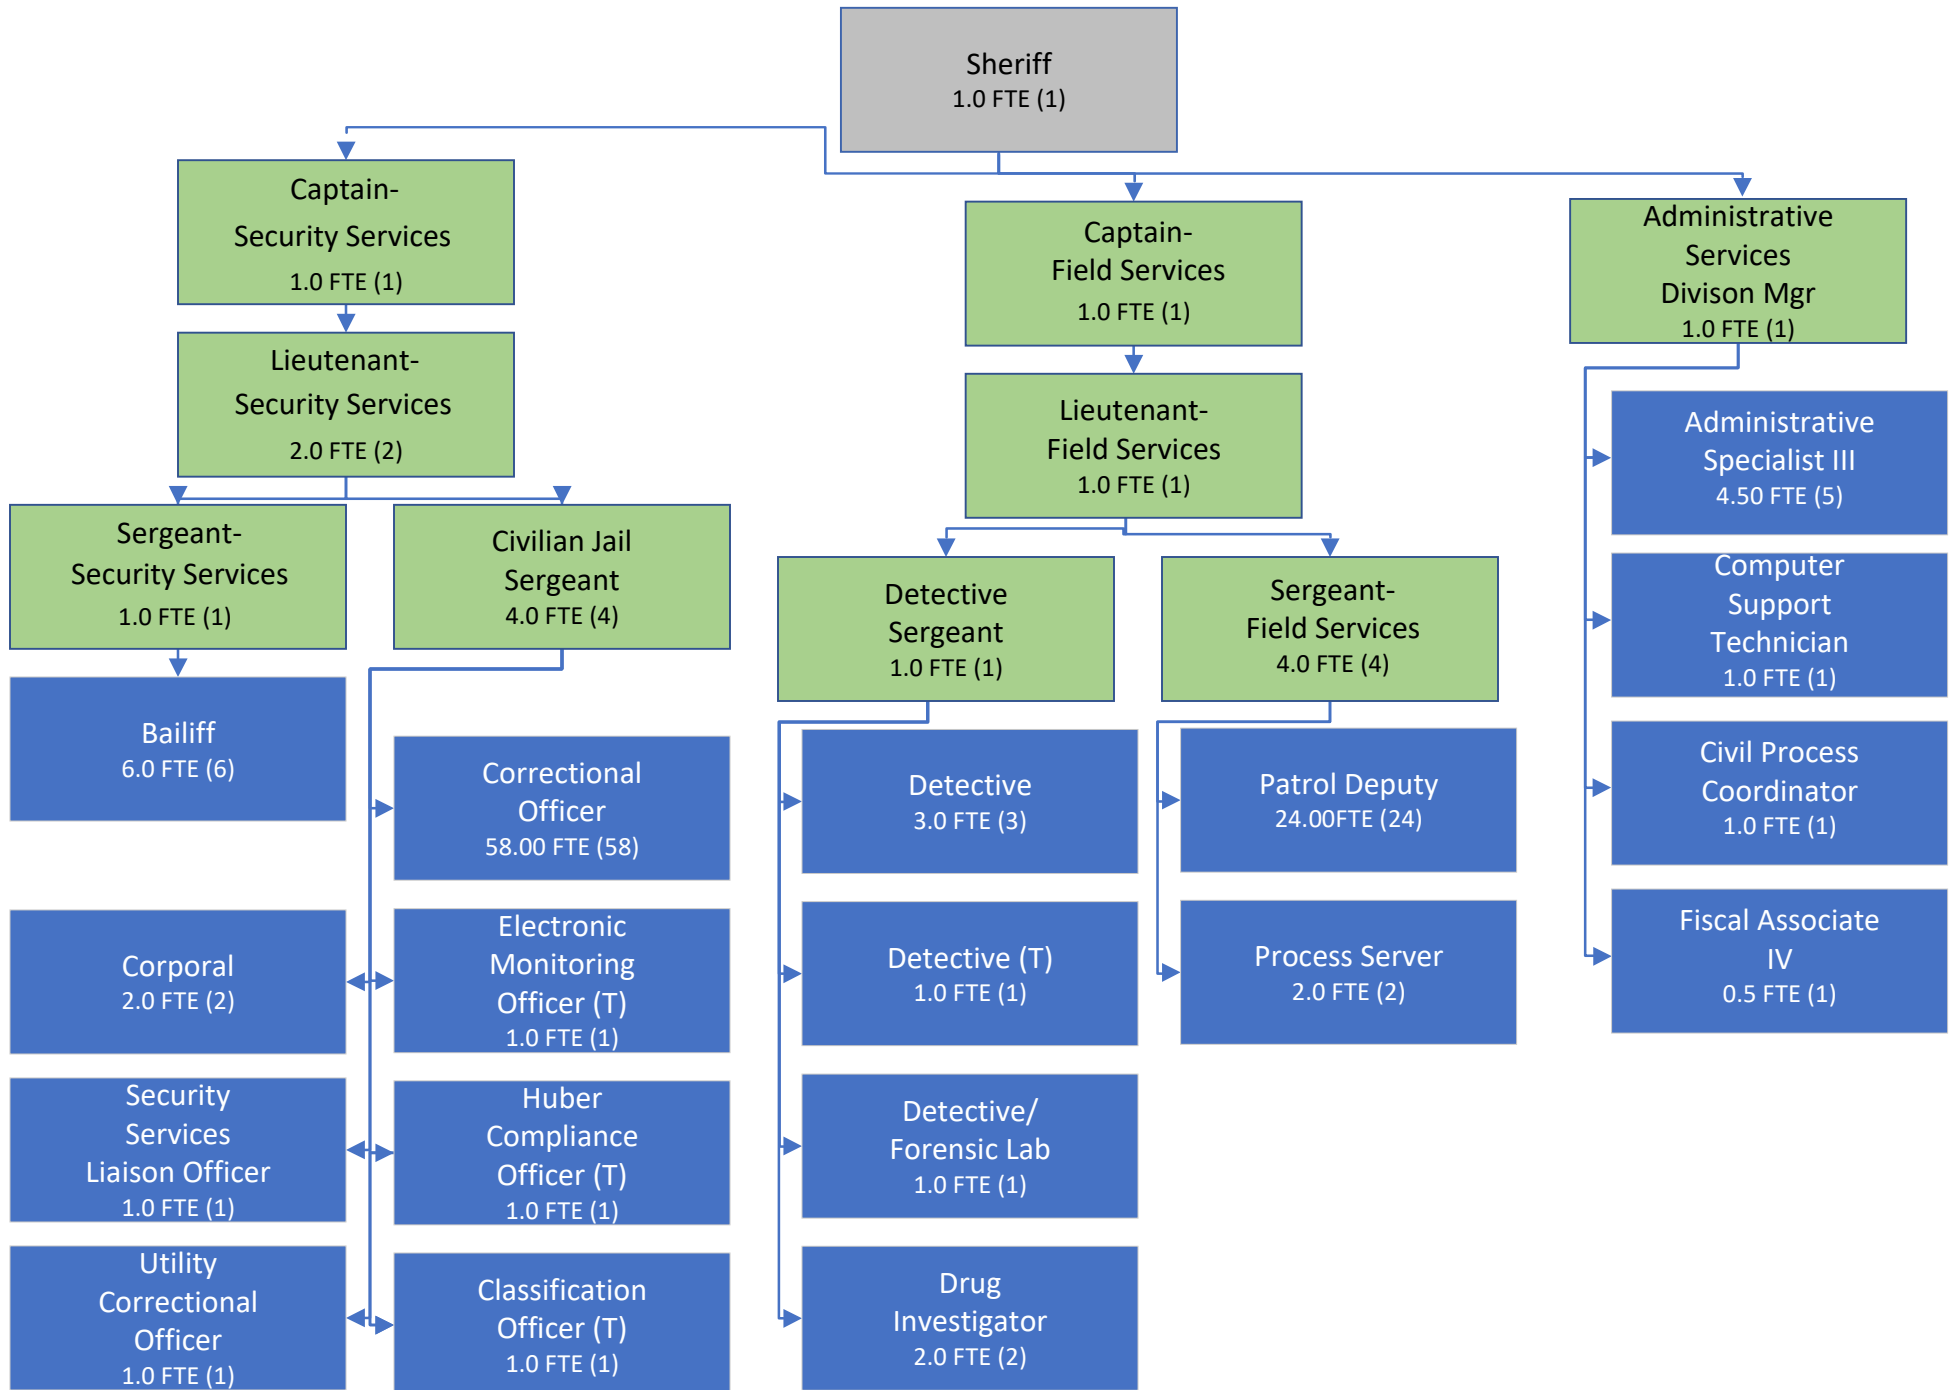 Sheriff
1.0 FTE (1)
Captain-
Security Services
1.0 FTE (1)
Captain-
Field Services
1.0 FTE (1)
Administrative
Services
Divison Mgr
1.0 FTE (1)
Lieutenant-
Security Services
2.0 FTE (2)
Lieutenant-
Field Services
1.0 FTE (1)
Sergeant-
Security Services
1.0 FTE (1)
Civilian Jail
Sergeant
4.0 FTE (4)
Detective
Sergeant
1.0 FTE (1)
Sergeant-
Field Services
4.0 FTE (4)
Bailiff
6.0 FTE (6)
Correctional
Officer
58.00 FTE (58)
Corporal
2.0 FTE (2)
Electronic
Monitoring
Officer (T)
1.0 FTE (1)
Security
Services
Liaison Officer
1.0 FTE (1)
Huber
Compliance
Officer (T)
1.0 FTE (1)
Utility
Correctional
Officer
1.0 FTE (1)
Classification
Officer (T)
1.0 FTE (1)
Detective
3.0 FTE (3)
Detective (T)
1.0 FTE (1)
Detective/
Forensic Lab
1.0 FTE (1)
Drug
Investigator
2.0 FTE (2)
Patrol Deputy
24.00FTE (24)
Process Server
2.0 FTE (2)
Administrative
Specialist III
4.50 FTE (5)
Computer
Support
Technician
1.0 FTE (1)
Civil Process
Coordinator
1.0 FTE (1)
Fiscal Associate
IV
0.5 FTE (1)